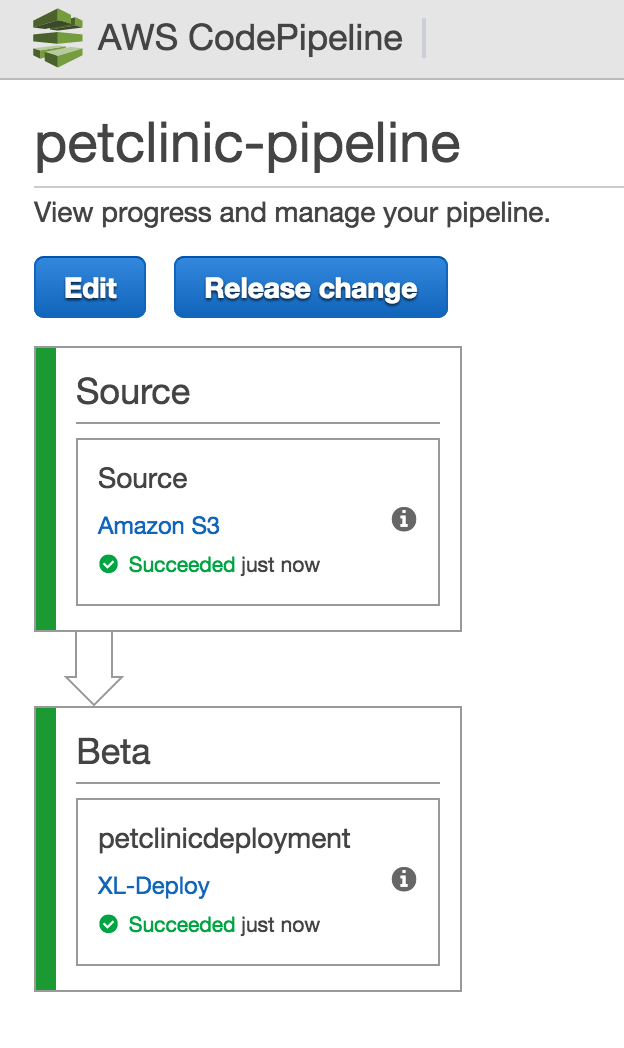 AWS CodePipeline
petclinic-pipeline
View progress and manage your pipeline.
Edit Release change
Source
Source
Amazon S3
Succeeded just now
Beta
petclinicdeployment
XL-Deploy
Succeeded just now